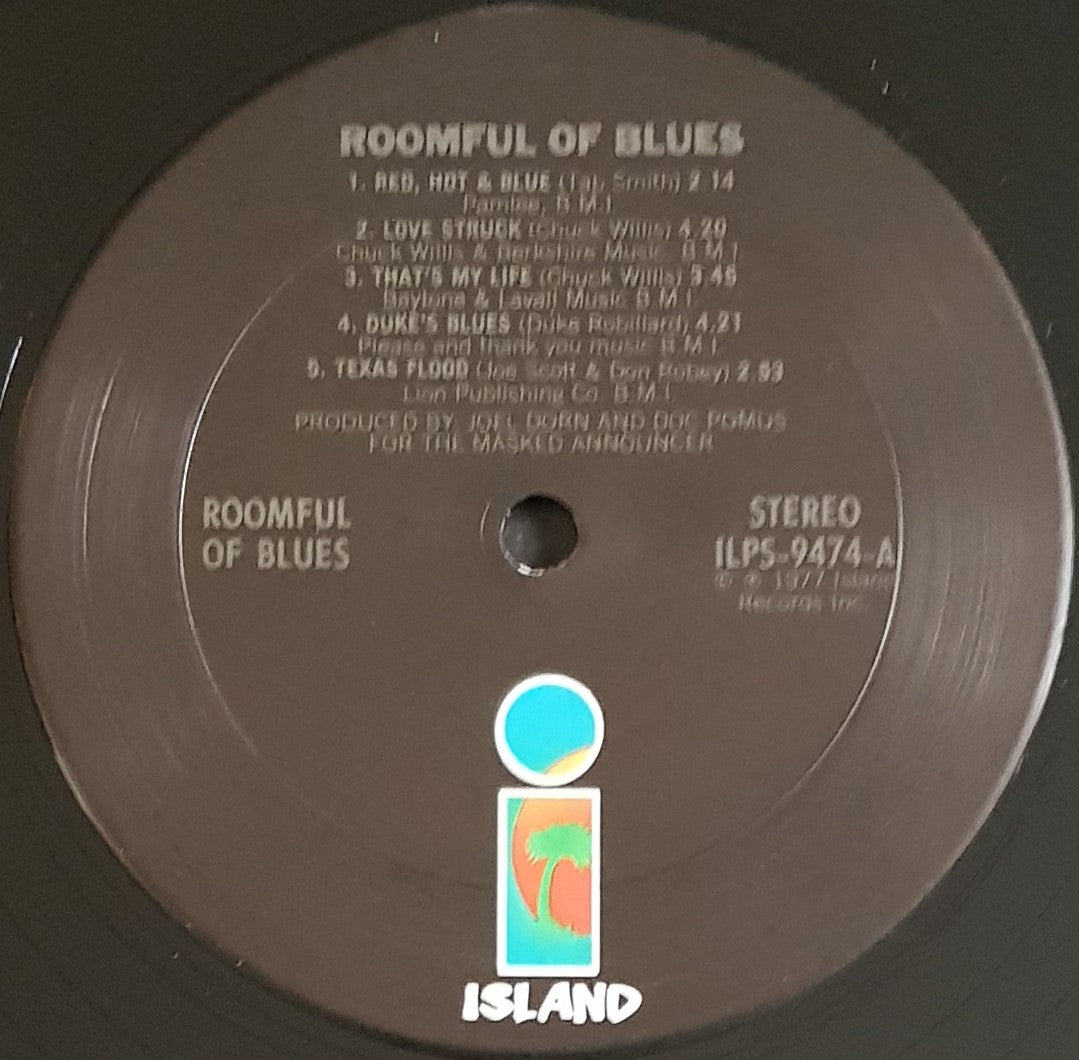 ROOMFUL OF BLUES
1. RED, HOT & BLUE (Tab Smith) 2.14
Pamlee, B.M.I.
2. LOVE STRUCK (Chuck Willis) 4.20
Chuck Willis & Berkshire Music, B.M.I.
3. THAT'S MY LIFE (Chuck Willis) 3.45
& Music B.M.I.
4. DUKE'S BLUES (Duke Robillard) 4.21
Please and thank you music B.M.I.
5. TEXAS FLOOD (Joe Scott & Don Robey) 2.53
Lion Publishing Co. B.M.I.
PRODUCED BY JOEL DORN AND DOC POMUS
FOR THE MASKED ANNOUNCER
ROOMFUL
OF BLUES
STEREO
ILPS-9474-A
© ℗ 1977 Island
Records Inc.
ISLAND